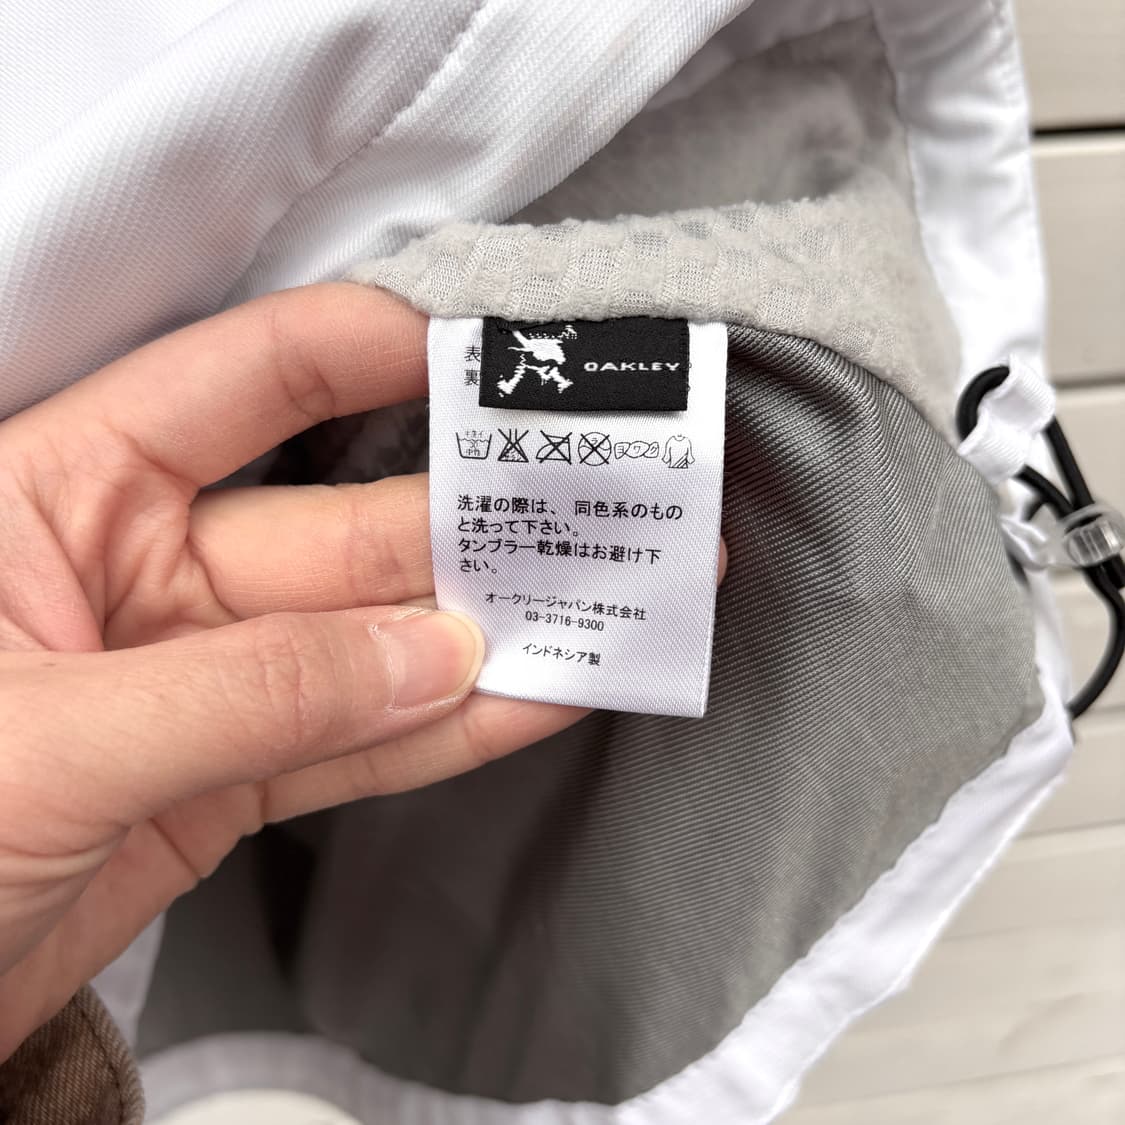 表
裏
OAKLEY
洗濯の際は、同色系のもの
と洗って下さい。
タンブラー乾燥はお避け下
さい。
オークリージャパン株式会社
03-3716-9300
インドネシア製